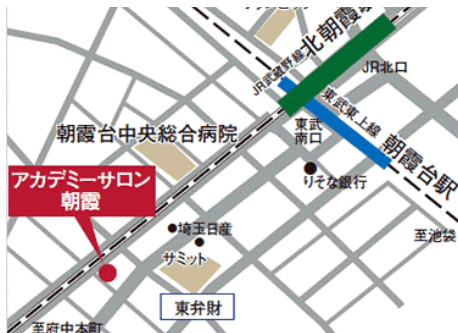 JR武蔵野線
北朝霞駅
JR北口
東武東上線
東武
南口
朝霞台駅
朝霞台中央総合病院
りそな銀行
アカデミーサロン
朝霞
至池袋
埼玉日産
サミット
東弁財
至府中本町